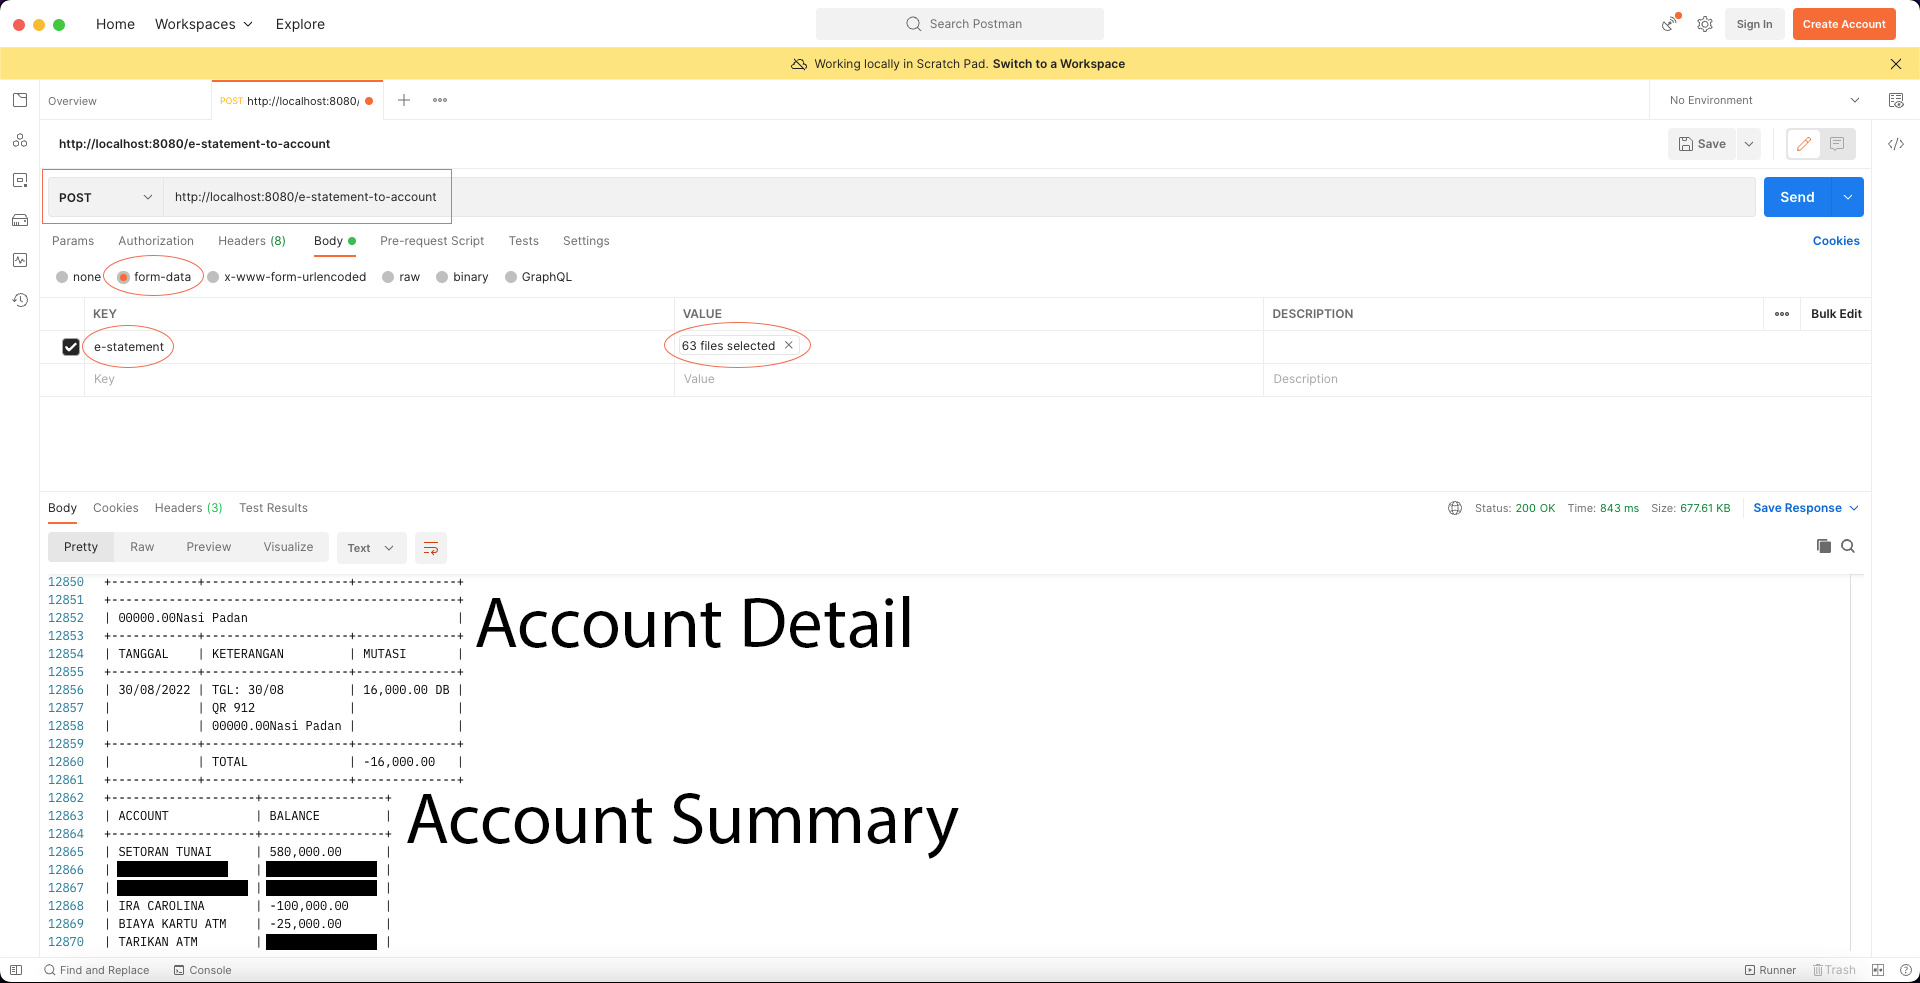 Home Workspaces Explore Search Postman Sign In Create Account
Working locally in Scratch Pad. Switch to a Workspace
Overview POST http://localhost:8080/ No Environment
http://localhost:8080/e-statement-to-account Save
POST http://localhost:8080/e-statement-to-account Send
Params Authorization Headers (8) Body Pre-request Script Tests Settings Cookies
none form-data x-www-form-urlencoded raw binary GraphQL
KEY VALUE DESCRIPTION Bulk Edit
e-statement 63 files selected
Key Value Description
Body Cookies Headers (3) Test Results Status: 200 OK Time: 843 ms Size: 677.61 KB Save Response
Pretty Raw Preview Visualize Text
12850 +------------+--------------------+--------------+
12851 +------------------------------------------------+
12852 | 00000.00Nasi Padan |
12853 +------------+--------------------+--------------+
12854 | TANGGAL | KETERANGAN | MUTASI |
12855 +------------+--------------------+--------------+
12856 | 30/08/2022 | TGL: 30/08 | 16,000.00 DB |
12857 | | QR 912 | |
12858 | | 00000.00Nasi Padan | |
12859 +------------+--------------------+--------------+
12860 | | TOTAL | -16,000.00 |
12861 +------------+--------------------+--------------+
Account Detail
12862 +--------------------+-----------------+
12863 | ACCOUNT | BALANCE |
12864 +--------------------+-----------------+
12865 | SETORAN TUNAI | 580,000.00 |
12866 | | |
12867 | | |
12868 | IRA CAROLINA | -100,000.00 |
12869 | BIAYA KARTU ATM | -25,000.00 |
12870 | TARIKAN ATM | |
Account Summary
Find and Replace Console Runner Trash